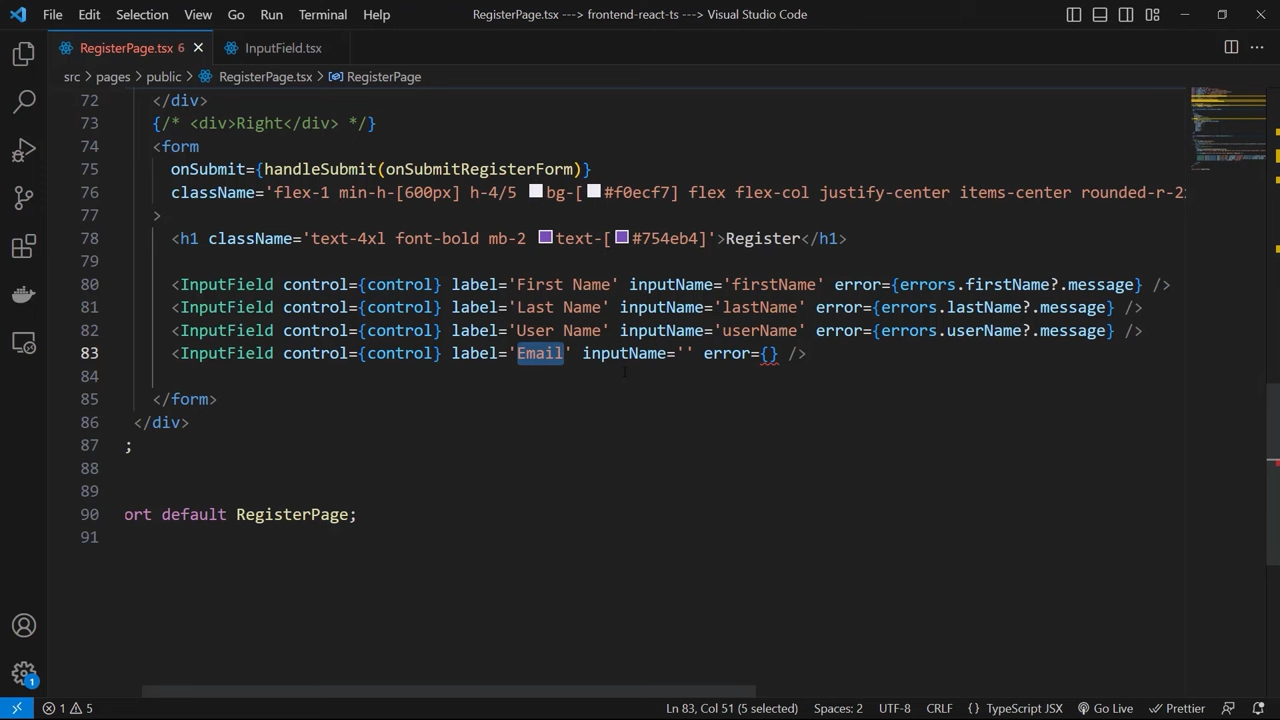 File Edit Selection View Go Run Terminal Help RegisterPage.tsx ---> frontend-react-ts ---> Visual Studio Code
RegisterPage.tsx 6 InputField.tsx
src > pages > public > RegisterPage.tsx > RegisterPage
72 </div>
73 {/* <div>Right</div> */}
74 <form
75 onSubmit={handleSubmit(onSubmitRegisterForm)}
76 className='flex-1 min-h-[600px] h-4/5 bg-[#f0ecf7] flex flex-col justify-center items-center rounded-r-2
77 >
78 <h1 className='text-4xl font-bold mb-2 text-[#754eb4]'>Register</h1>
79
80 <InputField control={control} label='First Name' inputName='firstName' error={errors.firstName?.message} />
81 <InputField control={control} label='Last Name' inputName='lastName' error={errors.lastName?.message} />
82 <InputField control={control} label='User Name' inputName='userName' error={errors.userName?.message} />
83 <InputField control={control} label='Email' inputName='' error={} />
84
85 </form>
86 </div>
87 ;
88
89
90 ort default RegisterPage;
91
1
1 5 Ln 83, Col 51 (5 selected) Spaces: 2 UTF-8 CRLF {} TypeScript JSX Go Live Prettier